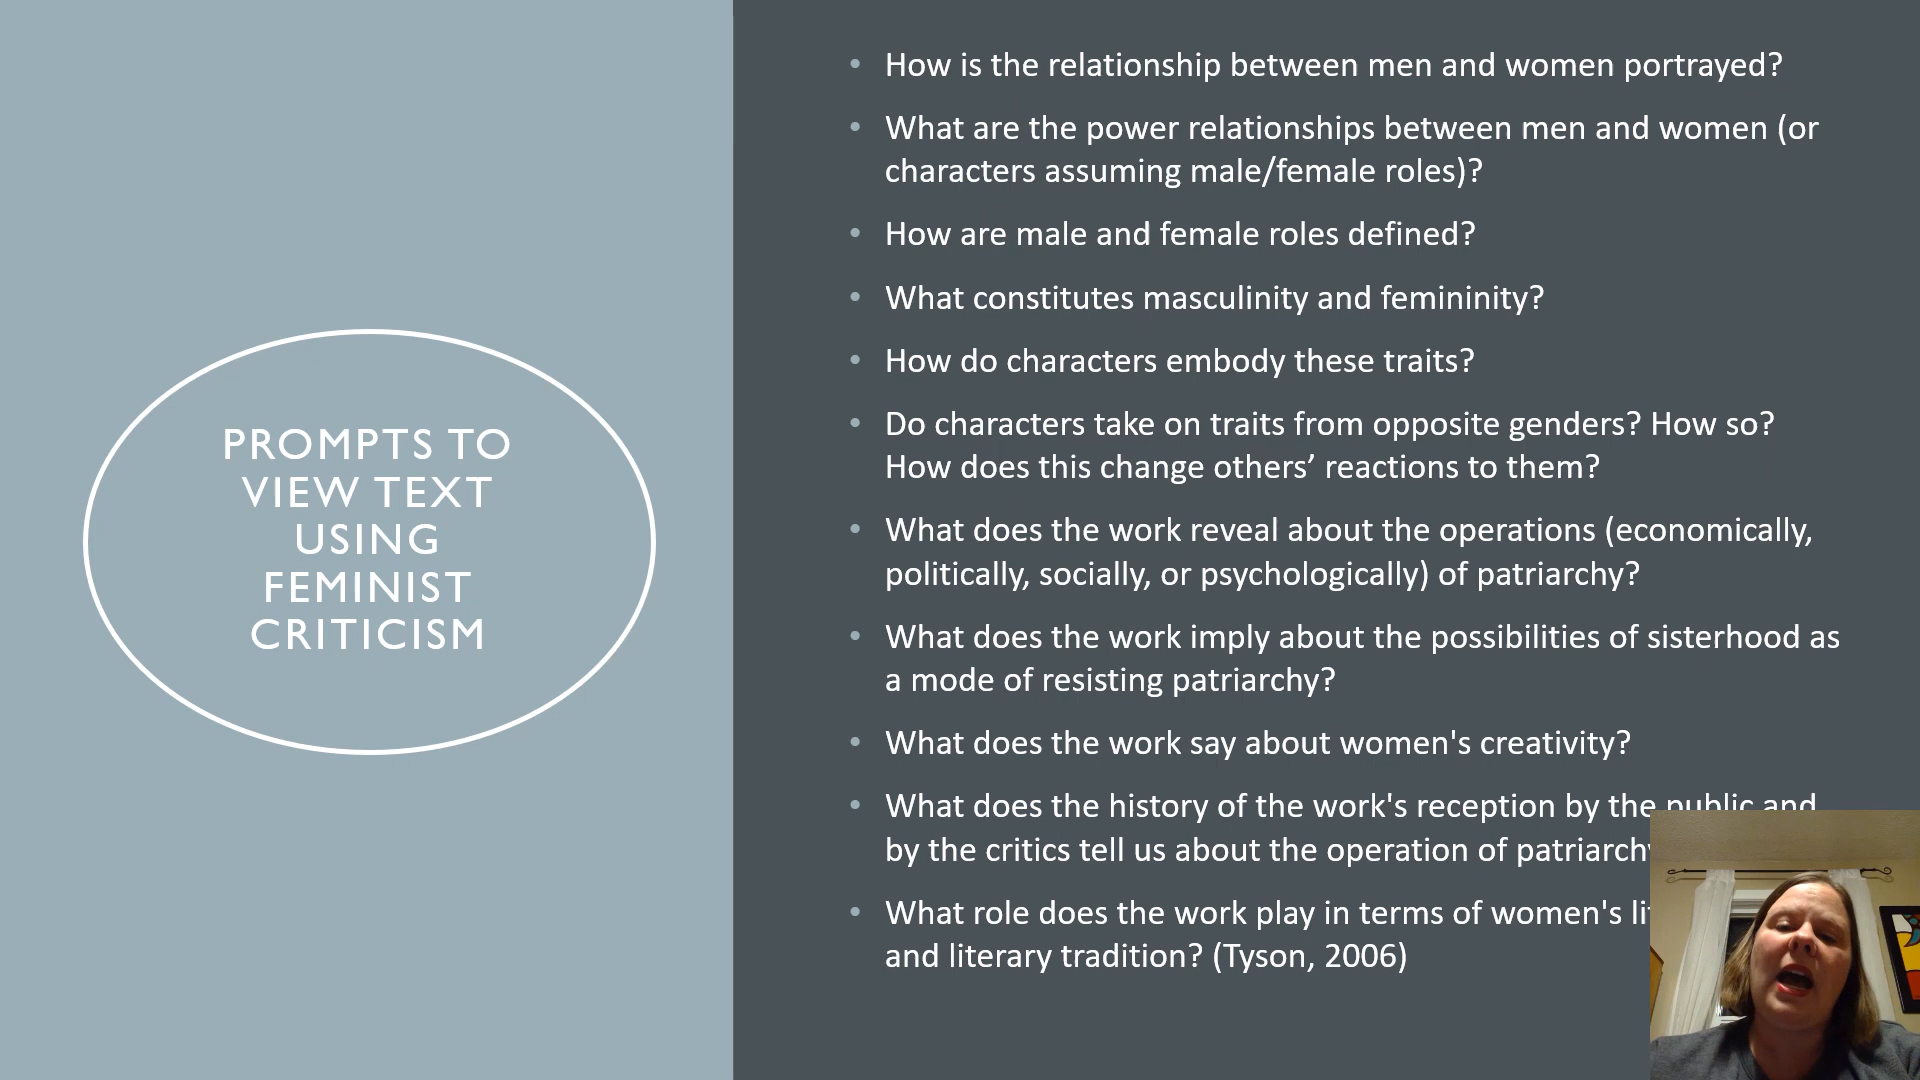 PROMPTS TO
VIEW TEXT
USING
FEMINIST
CRITICISM
• How is the relationship between men and women portrayed?
• What are the power relationships between men and women (or
characters assuming male/female roles)?
• How are male and female roles defined?
• What constitutes masculinity and femininity?
• How do characters embody these traits?
• Do characters take on traits from opposite genders? How so?
How does this change others’ reactions to them?
• What does the work reveal about the operations (economically,
politically, socially, or psychologically) of patriarchy?
• What does the work imply about the possibilities of sisterhood as
a mode of resisting patriarchy?
• What does the work say about women's creativity?
• What does the history of the work's reception by the public and
by the critics tell us about the operation of patriarchy
• What role does the work play in terms of women's
and literary tradition? (Tyson, 2006)